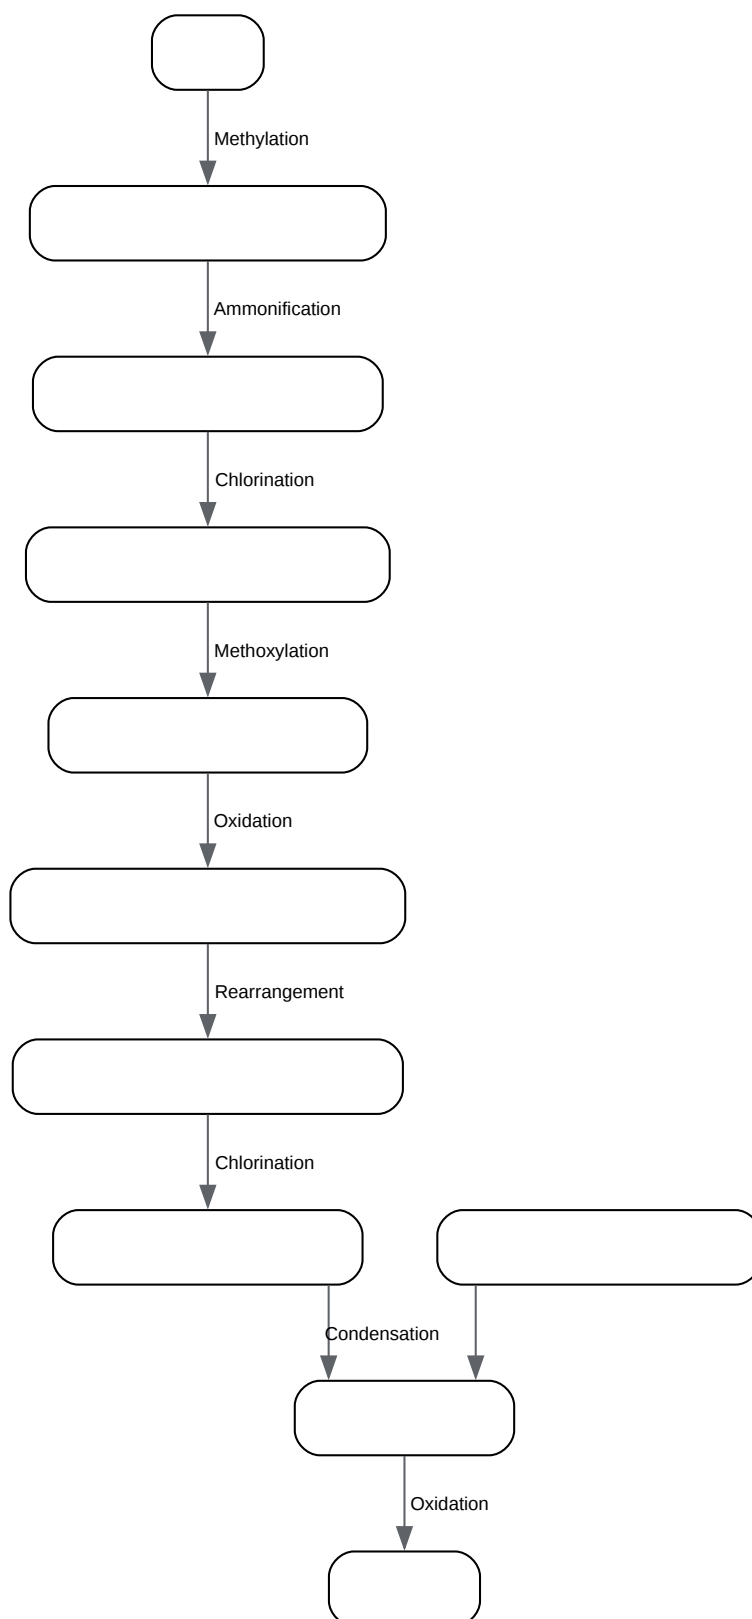 Methylation
Ammonification
Chlorination
Methoxylation
Oxidation
Rearrangement
Chlorination
Condensation
Oxidation